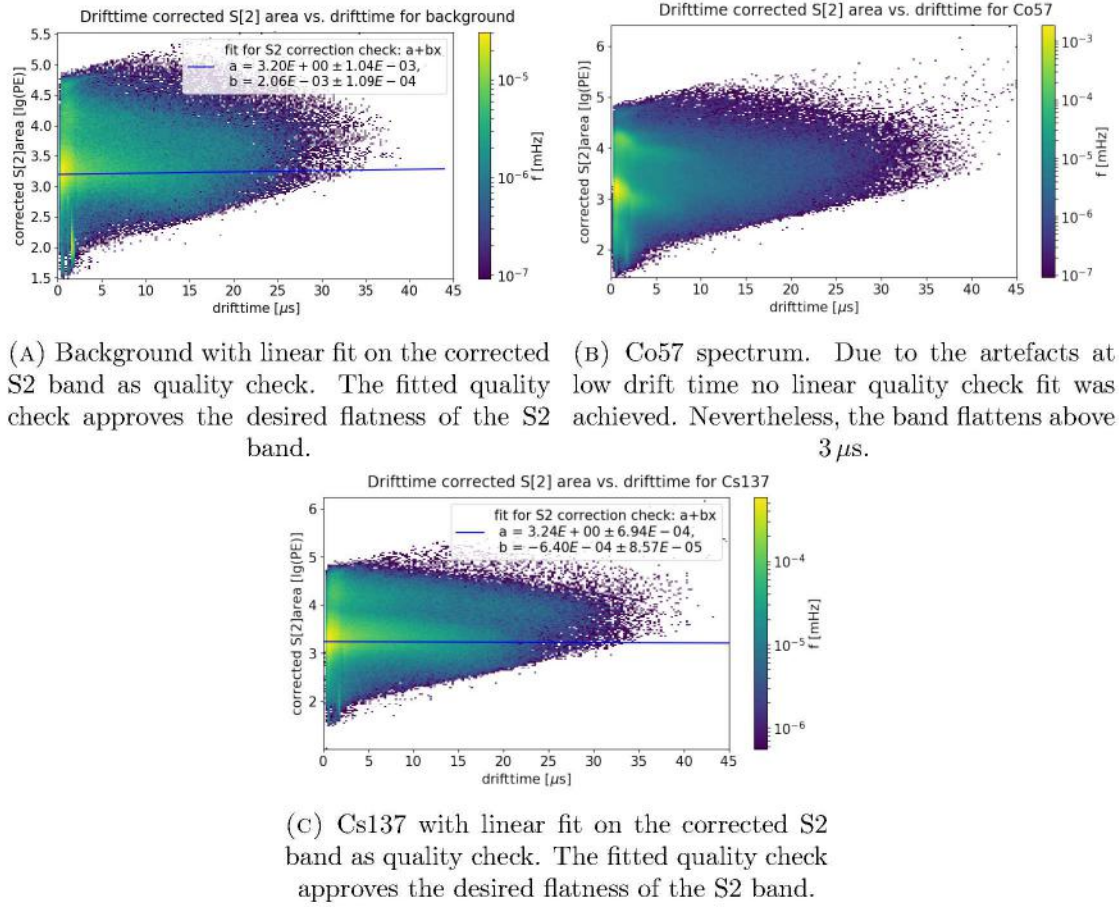 Drifttime corrected S[2] area vs. drifttime for background
5.5
5.0
4.5
4.0
3.5
3.0
2.5
2.0
1.5
corrected S[2]area [lg(PE)]
fit for S2 correction check: a+bx
a = 3.20E + 00 ± 1.04E − 03,
b = 2.06E − 03 ± 1.09E − 04
0 5 10 15 20 25 30 35 40 45
drifttime [μs]
10⁻⁵
10⁻⁶
10⁻⁷
f [mHz]
Drifttime corrected S[2] area vs. drifttime for Co57
6
5
4
3
2
corrected S[2]area [lg(PE)]
0 5 10 15 20 25 30 35 40 45
drifttime [μs]
10⁻³
10⁻⁴
10⁻⁵
10⁻⁶
10⁻⁷
f [mHz]
(A) Background with linear fit on the corrected
S2 band as quality check. The fitted quality
check approves the desired flatness of the S2
band.
(B) Co57 spectrum. Due to the artefacts at
low drift time no linear quality check fit was
achieved. Nevertheless, the band flattens above
3 μs.
Drifttime corrected S[2] area vs. drifttime for Cs137
6
5
4
3
2
corrected S[2]area [lg(PE)]
fit for S2 correction check: a+bx
a = 3.24E + 00 ± 6.94E − 04,
b = −6.40E − 04 ± 8.57E − 05
0 5 10 15 20 25 30 35 40 45
drifttime [μs]
10⁻⁴
10⁻⁵
10⁻⁶
f [mHz]
(C) Cs137 with linear fit on the corrected S2
band as quality check. The fitted quality check
approves the desired flatness of the S2 band.